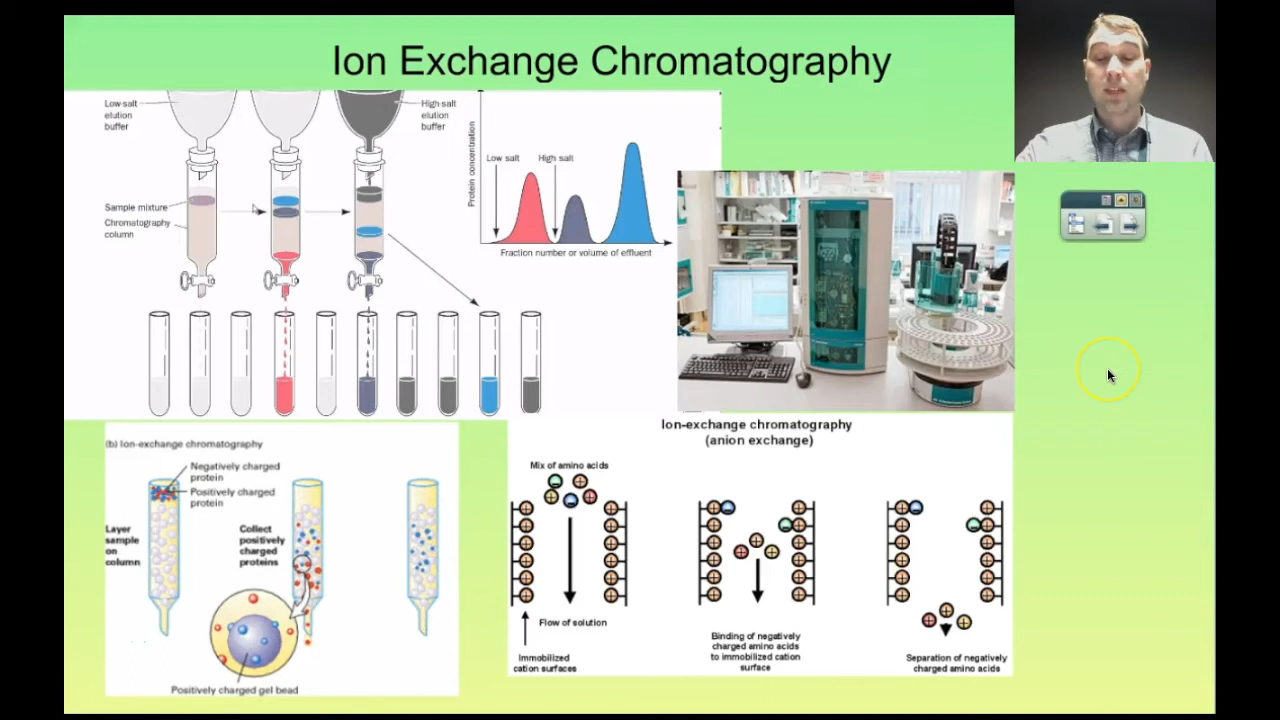 Ion Exchange Chromatography
Low salt
elution
buffer
High salt
elution
buffer
Sample mixture
Chromatography
column
Protein concentration
Low salt
High salt
Fraction number or volume of effluent
(b) Ion-exchange chromatography
Negatively charged
protein
Positively charged
protein
Layer
sample
on
column
Collect
positively
charged
proteins
Positively charged gel bead
Ion-exchange chromatography
(anion exchange)
Mix of amino acids
Flow of solution
Immobilized
cation surfaces
Binding of negatively
charged amino acids
to immobilized cation
surface
Separation of negatively
charged amino acids